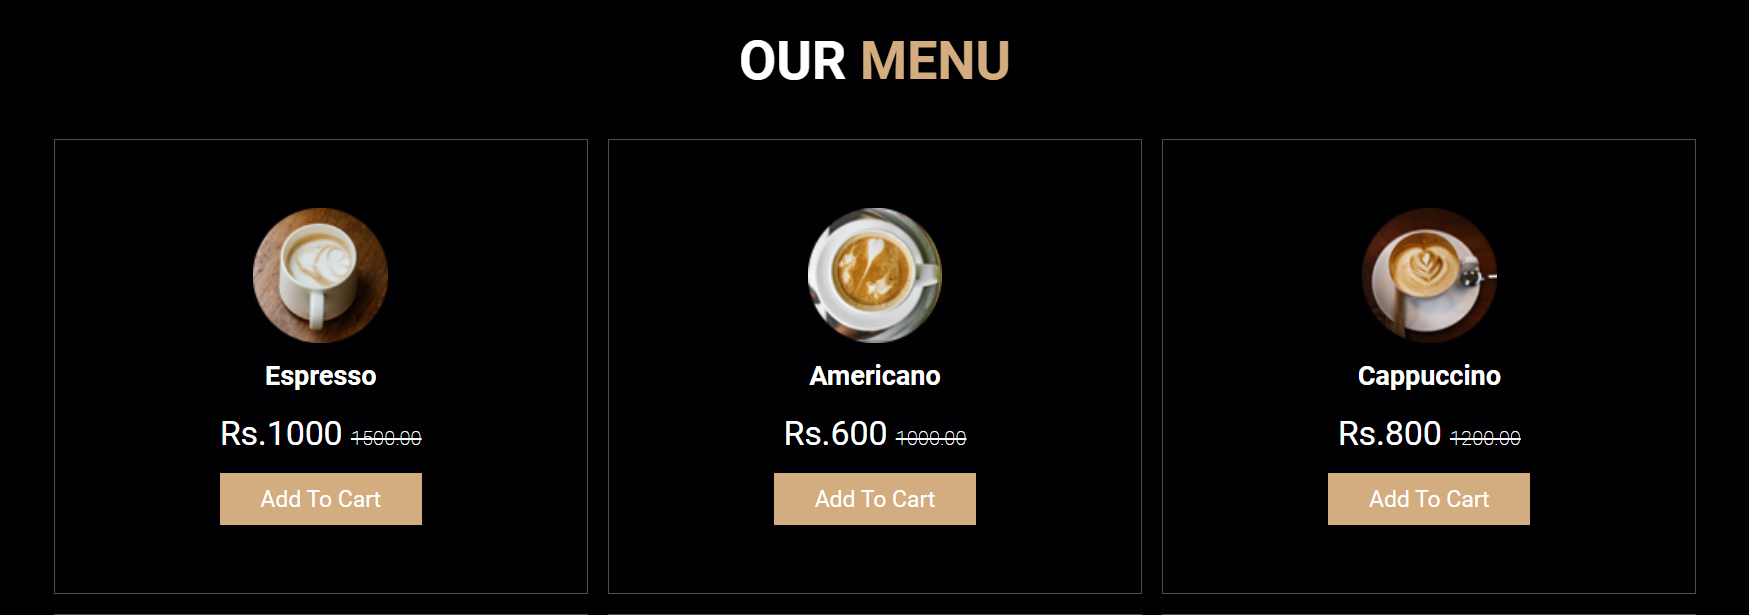 OUR MENU
Espresso
Rs.1000 1500.00
Add To Cart
Americano
Rs.600 1000.00
Add To Cart
Cappuccino
Rs.800 1200.00
Add To Cart